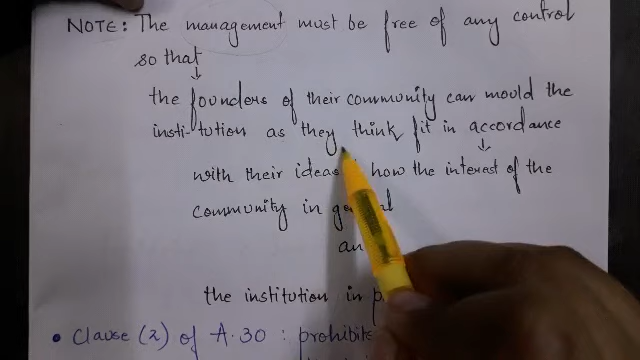 NOTE: The management must be free of any control
so that
the founders of their community can mould the
insti-tution as they think fit in accordance
with their ideas how the interest of the
community in general
the institution in
• Clause (2) of A.30 : prohibits